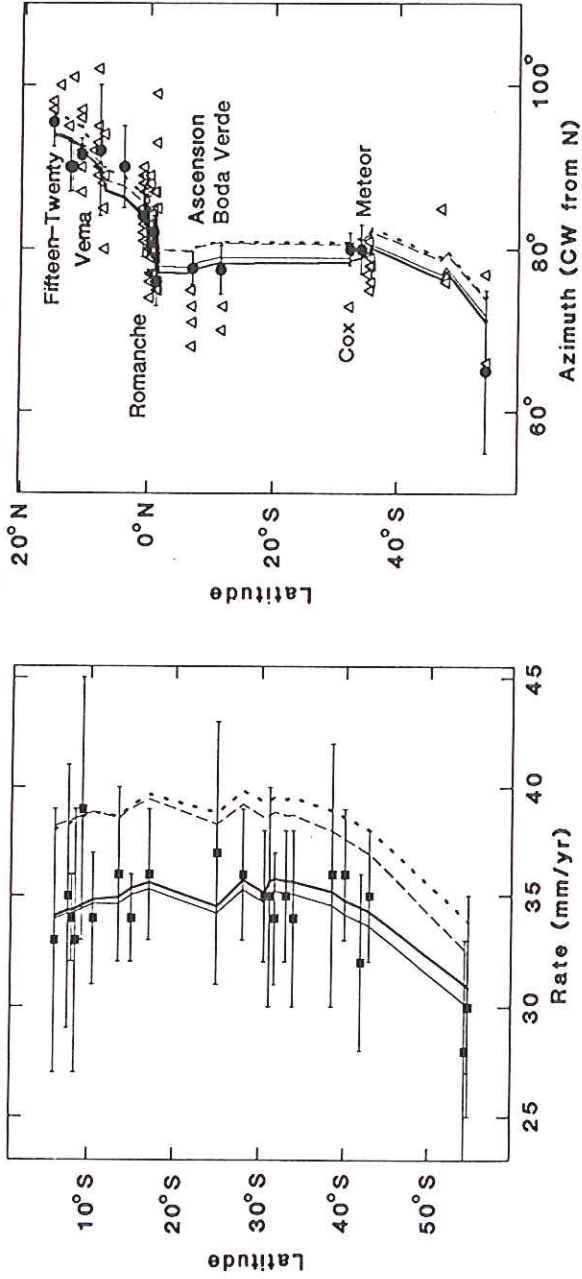 20°N
0°N
20°S
40°S
Latitude
Fifteen-Twenty
Vema
Romanche
Ascension
Boda Verde
Cox
Meteor
60°
80°
100°
Azimuth (CW from N)
10°S
20°S
30°S
40°S
50°S
Latitude
25
30
35
40
45
Rate (mm/yr)